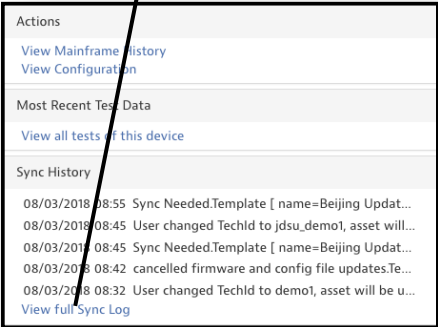 Actions
View Mainframe History
View Configuration
Most Recent Test Data
View all tests of this device
Sync History
08/03/2018 08:55 Sync Needed.Template [ name=Beijing Updat...
08/03/2018 08:45 User changed TechId to jdsu_demo1, asset will...
08/03/2018 08:45 Sync Needed.Template [ name=Beijing Updat...
08/03/2018 08:42 cancelled firmware and config file updates.Te...
08/03/2018 08:32 User changed TechId to demo1, asset will be u...
View full Sync Log